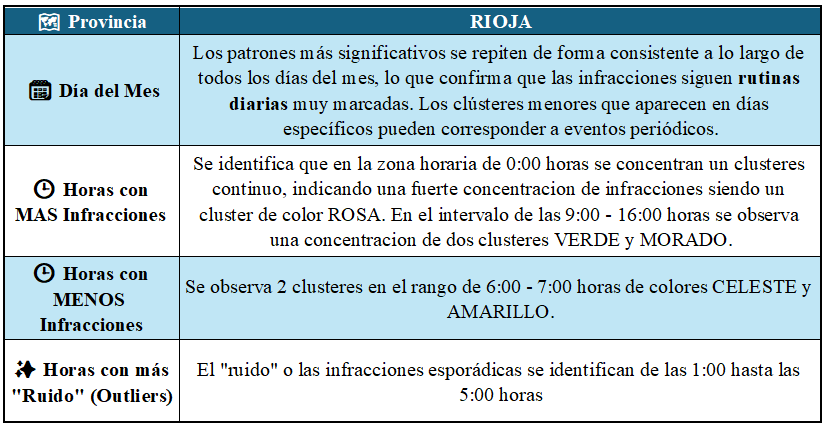 Provincia
RIOJA
Día del Mes
Los patrones más significativos se repiten de forma consistente a lo largo de
todos los días del mes, lo que confirma que las infracciones siguen rutinas
diarias muy marcadas. Los clústeres menores que aparecen en días
específicos pueden corresponder a eventos periódicos.
Horas con
MAS Infracciones
Se identifica que en la zona horaria de 0:00 horas se concentran un clusteres
continuo, indicando una fuerte concentracion de infracciones siendo un
cluster de color ROSA. En el intervalo de las 9:00 - 16:00 horas se observa
una concentracion de dos clusteres VERDE y MORADO.
Horas con
MENOS
Infracciones
Se observa 2 clusteres en el rango de 6:00 - 7:00 horas de colores CELESTE y
AMARILLO.
Horas con más
"Ruido" (Outliers)
El "ruido" o las infracciones esporádicas se identifican de las 1:00 hasta las
5:00 horas